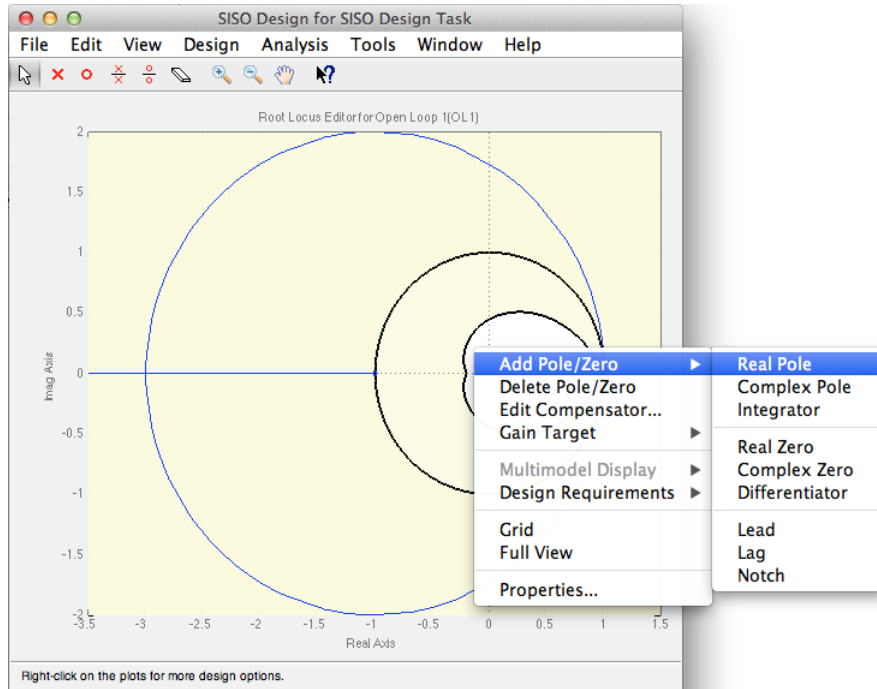 SISO Design for SISO Design Task
File Edit View Design Analysis Tools Window Help
Root Locus Editor for Open Loop 1(OL1)
2
1.5
1
0.5
0
-0.5
-1
-1.5
-2
Imag Axis
-3.5 -3 -2.5 -2 -1.5 -1 -0.5 0 0.5 1 1.5
Real Axis
Add Pole/Zero
Delete Pole/Zero
Edit Compensator...
Gain Target
Multimodel Display
Design Requirements
Grid
Full View
Properties...
Real Pole
Complex Pole
Integrator
Real Zero
Complex Zero
Differentiator
Lead
Lag
Notch
Right-click on the plots for more design options.